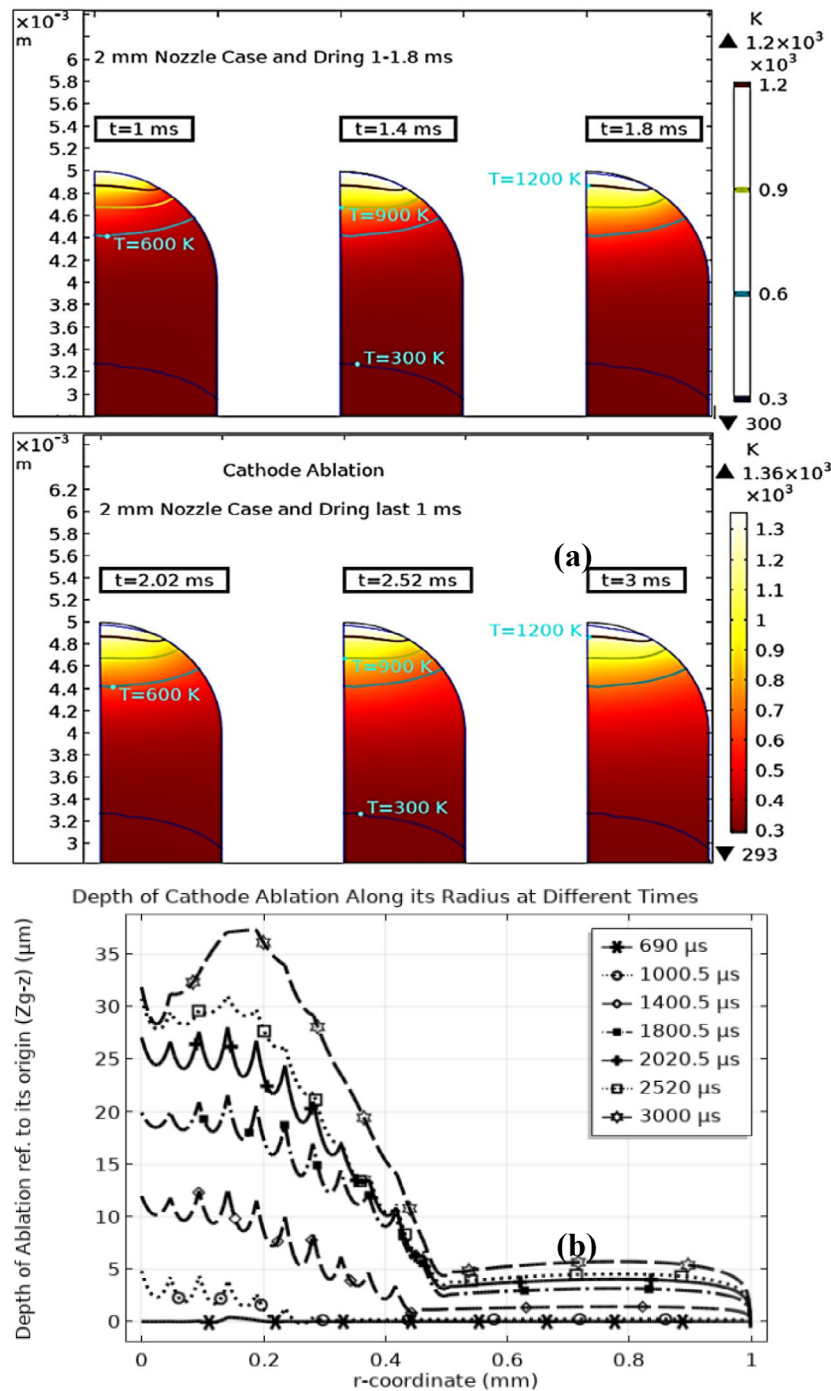 ×10⁻³
m
2 mm Nozzle Case and Dring 1-1.8 ms
t=1 ms
t=1.4 ms
t=1.8 ms
6
5.8
5.4
5.2
5
4.8
4.6
4.4
4.2
4
3.8
3.6
3.4
3.2
3
T=1200 K
T=900 K
T=600 K
T=300 K
K
▲ 1.2×10³
×10³
1.2
0.9
0.6
0.3
▼ 300
×10⁻³
m
Cathode Ablation
2 mm Nozzle Case and Dring last 1 ms
(a)
t=2.02 ms
t=2.52 ms
t=3 ms
6.2
6
5.8
5.6
5.4
5.2
5
4.8
4.6
4.4
4.2
4
3.8
3.6
3.4
3.2
3
T=1200 K
T=900 K
T=600 K
T=300 K
K
▲ 1.36×10³
×10³
1.3
1.2
1.1
1
0.9
0.8
0.7
0.6
0.5
0.4
0.3
▼ 293
Depth of Cathode Ablation Along its Radius at Different Times
Depth of Ablation ref. to its origin (Zg-z) (μm)
35
30
25
20
15
10
5
0
690 μs
1000.5 μs
1400.5 μs
1800.5 μs
2020.5 μs
2520 μs
3000 μs
(b)
0 0.2 0.4 0.6 0.8 1
r-coordinate (mm)